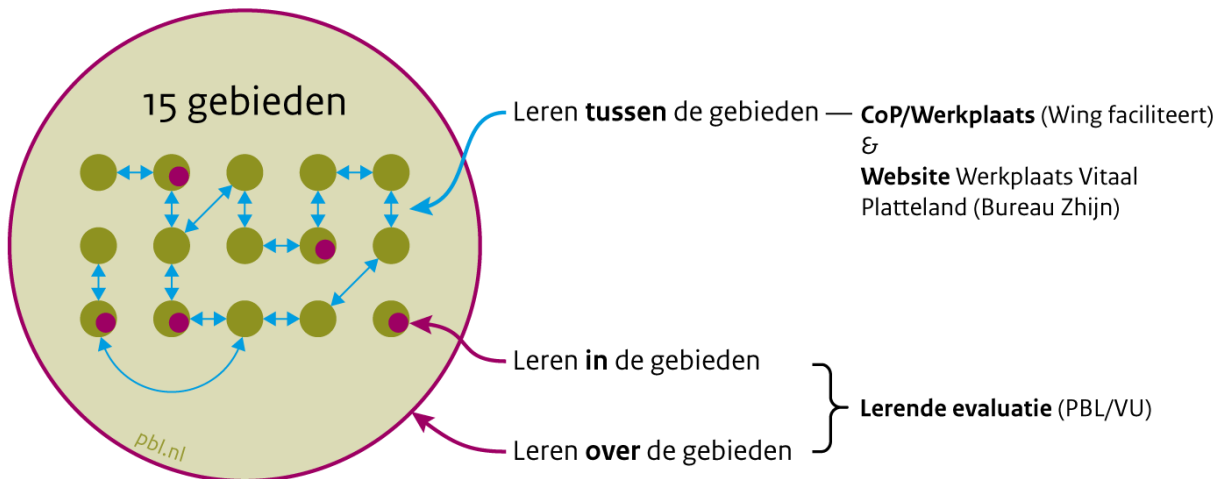 15 gebieden
Leren tussen de gebieden — CoP/Werkplaats (Wing faciliteert)
&
Website Werkplaats Vitaal
Platteland (Bureau Zhijn)
Leren in de gebieden
Lerende evaluatie (PBL/VU)
Leren over de gebieden
pbl.nl